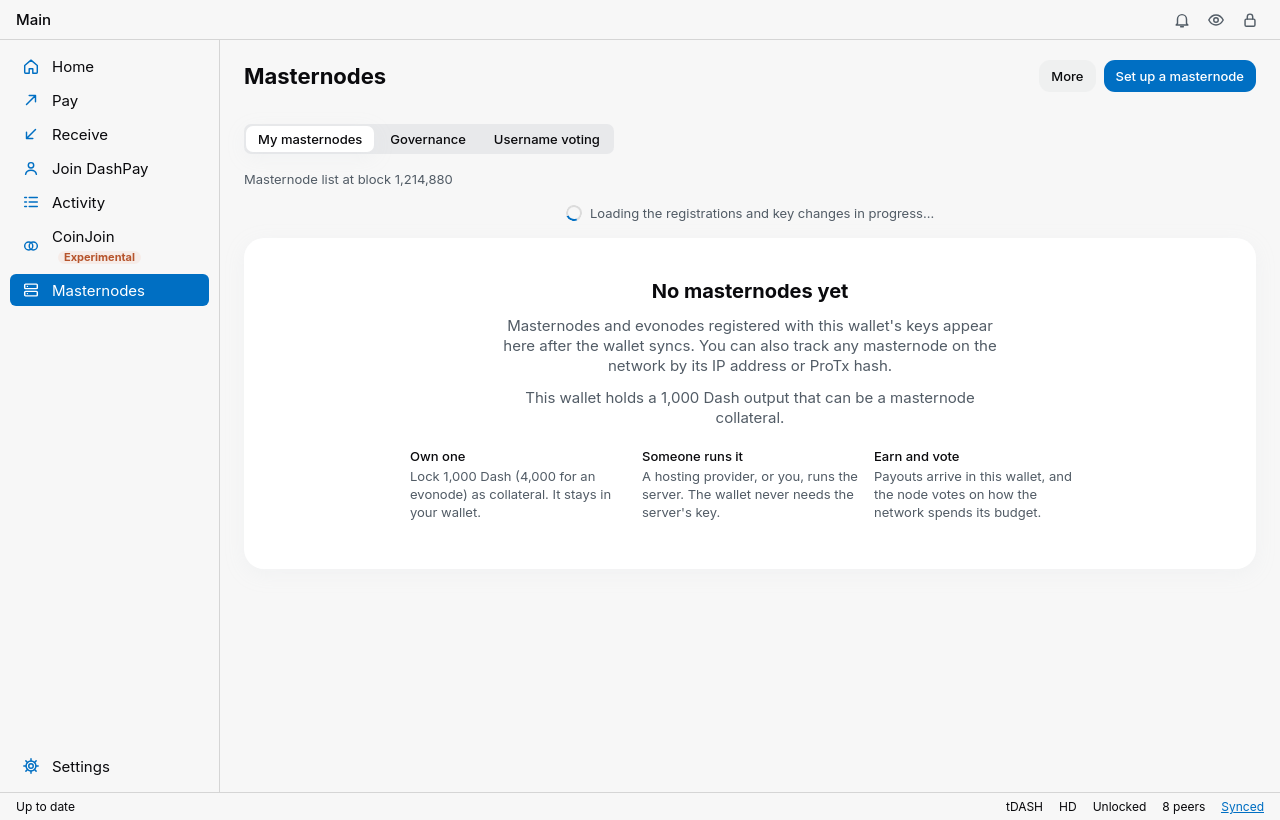 Main
Home
Pay
Receive
Join DashPay
Activity
CoinJoin
Experimental
Masternodes
Settings
Masternodes
More
Set up a masternode
My masternodes
Governance
Username voting
Masternode list at block 1,214,880
Loading the registrations and key changes in progress...
No masternodes yet
Masternodes and evonodes registered with this wallet's keys appear
here after the wallet syncs. You can also track any masternode on the
network by its IP address or ProTx hash.
This wallet holds a 1,000 Dash output that can be a masternode
collateral.
Own one
Lock 1,000 Dash (4,000 for an
evonode) as collateral. It stays in
your wallet.
Someone runs it
A hosting provider, or you, runs the
server. The wallet never needs the
server's key.
Earn and vote
Payouts arrive in this wallet, and
the node votes on how the
network spends its budget.
Up to date
tDASH
HD
Unlocked
8 peers
Synced